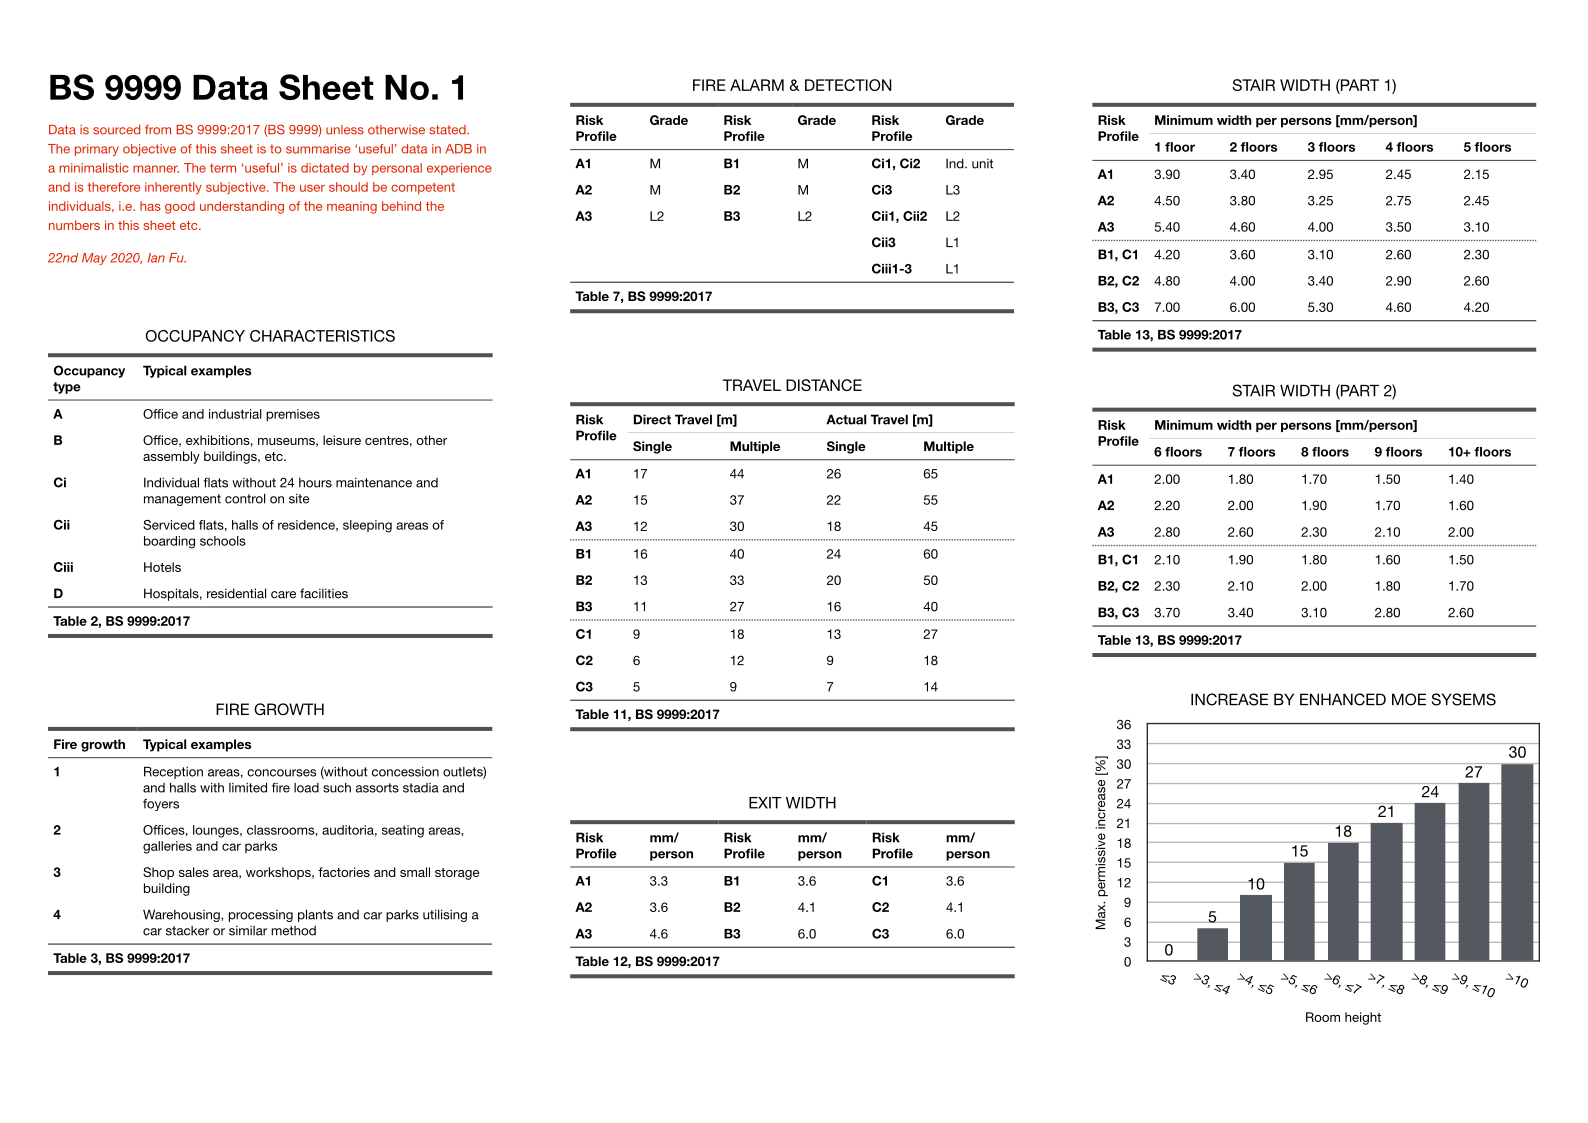 BS 9999 Data Sheet No. 1
Data is sourced from BS 9999:2017 (BS 9999) unless otherwise stated.
The primary objective of this sheet is to summarise ‘useful’ data in ADB in
a minimalistic manner. The term ‘useful’ is dictated by personal experience
and is therefore inherently subjective. The user should be competent
individuals, i.e. has good understanding of the meaning behind the
numbers in this sheet etc.
22nd May 2020, Ian Fu.
OCCUPANCY CHARACTERISTICS
Occupancy Typical examples
type
A Office and industrial premises
B Office, exhibitions, museums, leisure centres, other
assembly buildings, etc.
Ci Individual flats without 24 hours maintenance and
management control on site
Cii Serviced flats, halls of residence, sleeping areas of
boarding schools
Ciii Hotels
D Hospitals, residential care facilities
Table 2, BS 9999:2017
FIRE GROWTH
Fire growth Typical examples
1 Reception areas, concourses (without concession outlets)
and halls with limited fire load such assorts stadia and
foyers
2 Offices, lounges, classrooms, auditoria, seating areas,
galleries and car parks
3 Shop sales area, workshops, factories and small storage
building
4 Warehousing, processing plants and car parks utilising a
car stacker or similar method
Table 3, BS 9999:2017
FIRE ALARM & DETECTION
Risk Grade Risk Grade Risk Grade
Profile Profile Profile
A1 M B1 M Ci1, Ci2 Ind. unit
A2 M B2 M Ci3 L3
A3 L2 B3 L2 Cii1, Cii2 L2
Cii3 L1
Ciii1-3 L1
Table 7, BS 9999:2017
TRAVEL DISTANCE
Risk Direct Travel [m] Actual Travel [m]
Profile
Single Multiple Single Multiple
A1 17 44 26 65
A2 15 37 22 55
A3 12 30 18 45
B1 16 40 24 60
B2 13 33 20 50
B3 11 27 16 40
C1 9 18 13 27
C2 6 12 9 18
C3 5 9 7 14
Table 11, BS 9999:2017
EXIT WIDTH
Risk mm/ Risk mm/ Risk mm/
Profile person Profile person Profile person
A1 3.3 B1 3.6 C1 3.6
A2 3.6 B2 4.1 C2 4.1
A3 4.6 B3 6.0 C3 6.0
Table 12, BS 9999:2017
STAIR WIDTH (PART 1)
Risk Minimum width per persons [mm/person]
Profile
1 floor 2 floors 3 floors 4 floors 5 floors
A1 3.90 3.40 2.95 2.45 2.15
A2 4.50 3.80 3.25 2.75 2.45
A3 5.40 4.60 4.00 3.50 3.10
B1, C1 4.20 3.60 3.10 2.60 2.30
B2, C2 4.80 4.00 3.40 2.90 2.60
B3, C3 7.00 6.00 5.30 4.60 4.20
Table 13, BS 9999:2017
STAIR WIDTH (PART 2)
Risk Minimum width per persons [mm/person]
Profile
6 floors 7 floors 8 floors 9 floors 10+ floors
A1 2.00 1.80 1.70 1.50 1.40
A2 2.20 2.00 1.90 1.70 1.60
A3 2.80 2.60 2.30 2.10 2.00
B1, C1 2.10 1.90 1.80 1.60 1.50
B2, C2 2.30 2.10 2.00 1.80 1.70
B3, C3 3.70 3.40 3.10 2.80 2.60
Table 13, BS 9999:2017
INCREASE BY ENHANCED MOE SYSEMS
Max. permissive increase [%]
36
33
30
27
24
21
18
15
12
9
6
3
0
0 5 10 15 18 21 24 27 30
≤3 >3, ≤4 >4, ≤5 >5, ≤6 >6, ≤7 >7, ≤8 >8, ≤9 >9, ≤10 >10
Room height